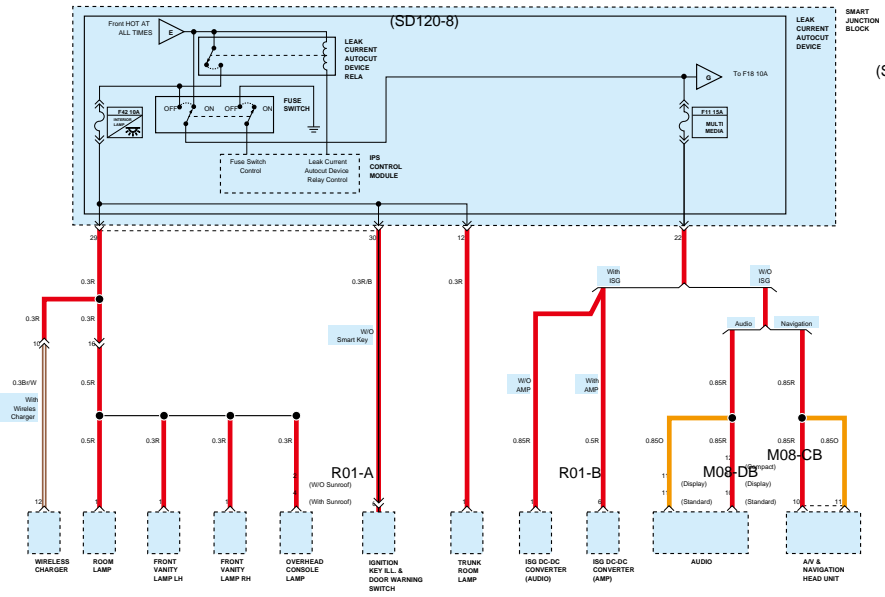 (SD120-8)
SMART
JUNCTION
BLOCK
Front HOT AT
ALL TIMES
E
LEAK
CURRENT
AUTOCUT
DEVICE
RELA
LEAK
CURRENT
AUTOCUT
DEVICE
(S
G
To F18 10A
F42 10A
INTERIOR
LAMP
OFF
ON
OFF
ON
FUSE
SWITCH
F11 15A
MULTI
MEDIA
Fuse Switch
Control
Leak Current
Autocut Device
Relay Control
IPS
CONTROL
MODULE
29
30
12
22
0.3R
0.3R/B
0.3R
With
ISG
W/O
ISG
0.3R
0.3R
Audio
Navigation
W/O
Smart Key
10
16
0.3Br/W
0.5R
W/O
AMP
With
AMP
0.85R
0.85R
With
Wireles
Charger
0.5R
0.3R
0.3R
0.3R
0.85R
0.5R
0.85O
0.85R
0.85R
0.85O
R01-A
R01-B
M08-DB
M08-CB
2
(W/O Sunroof)
4
(With Sunroof)
12
(Compact)
11
(Display)
(Display)
11
(Standard)
10
(Standard)
12
1
1
1
6
1
1
6
10
11
WIRELESS
CHARGER
ROOM
LAMP
FRONT
VANITY
LAMP LH
FRONT
VANITY
LAMP RH
OVERHEAD
CONSOLE
LAMP
IGNITION
KEY ILL. &
DOOR WARNING
SWITCH
TRUNK
ROOM
LAMP
ISG DC-DC
CONVERTER
(AUDIO)
ISG DC-DC
CONVERTER
(AMP)
AUDIO
A/V &
NAVIGATION
HEAD UNIT